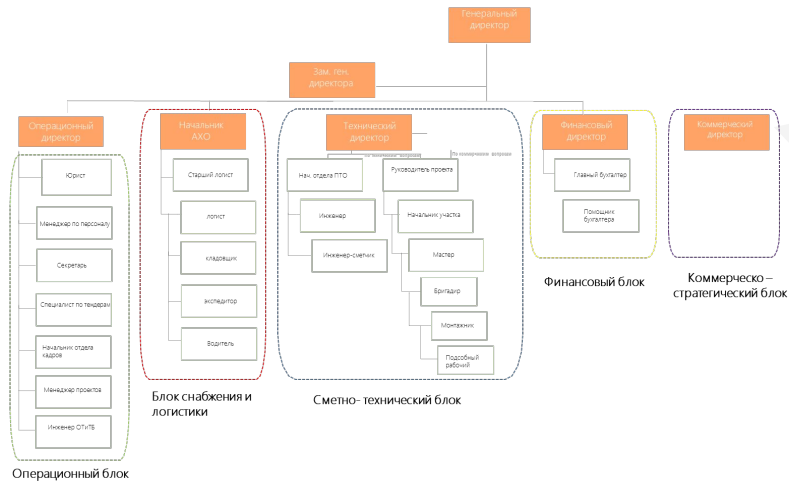 Генеральный
директор
Зам. ген.
директора
Операционный
директор
Юрист
Менеджер по персоналу
Секретарь
Специалист по тендерам
Начальник отдела
кадров
Менеджер проектов
Инженер ОТиТБ
Операционный блок
Начальник
АХО
Старший логист
логист
кладовщик
экспедитор
Водитель
Блок снабжения и
логистики
Технический
директор
Нач. отдела ПТО
Инженер
Инженер-сметчик
Руководитель проекта
Начальник участка
Мастер
Бригадир
Монтажник
Подсобный
рабочий
Сметно- технический блок
Финансовый
директор
Главный бухгалтер
Помощник
бухгалтера
Финансовый блок
Коммерческий
директор
Коммерческо –
стратегический блок